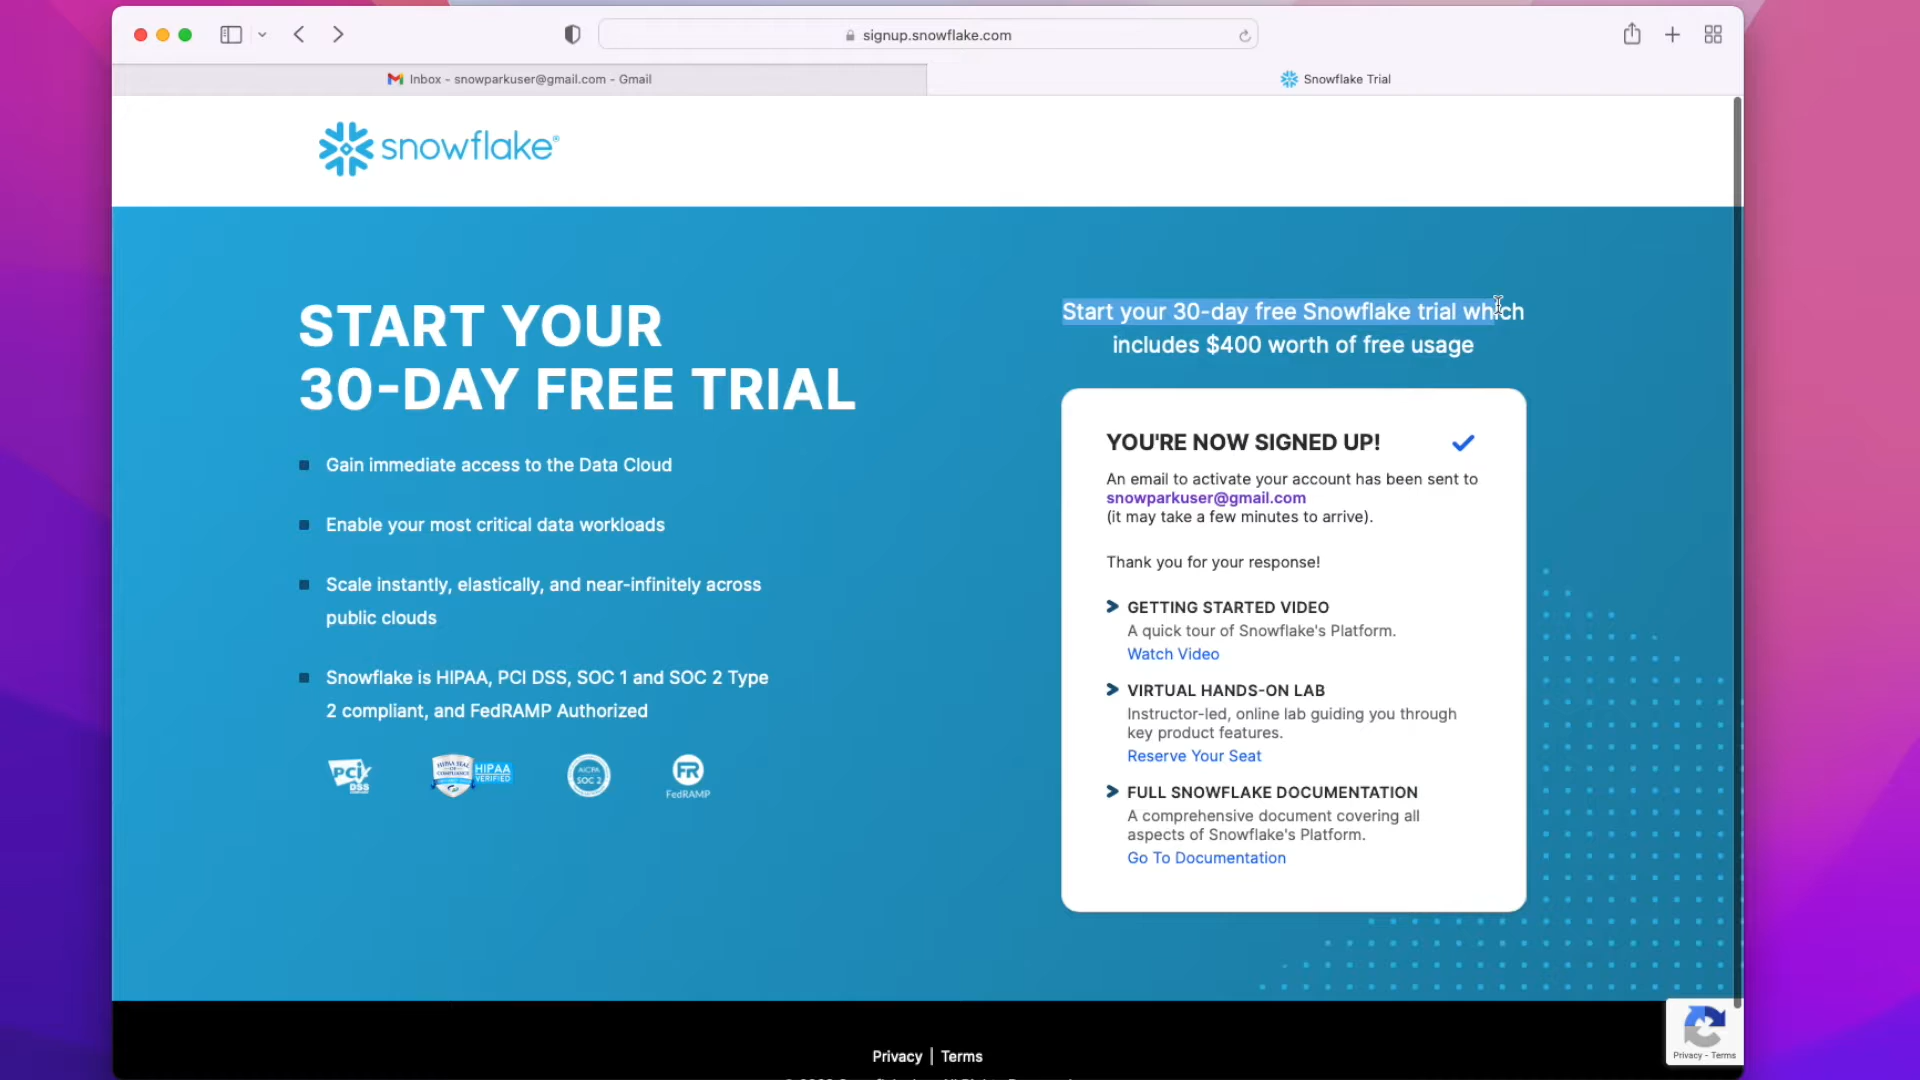 signup.snowflake.com
Inbox - snowparkuser@gmail.com - Gmail
Snowflake Trial
snowflake®
START YOUR
30-DAY FREE TRIAL
Gain immediate access to the Data Cloud
Enable your most critical data workloads
Scale instantly, elastically, and near-infinitely across
public clouds
Snowflake is HIPAA, PCI DSS, SOC 1 and SOC 2 Type
2 compliant, and FedRAMP Authorized
PCI
DSS
HIPAA
VERIFIED
AICPA
SOC 2
FR
FedRAMP
Start your 30-day free Snowflake trial which
includes $400 worth of free usage
YOU'RE NOW SIGNED UP!
An email to activate your account has been sent to
snowparkuser@gmail.com
(it may take a few minutes to arrive).
Thank you for your response!
GETTING STARTED VIDEO
A quick tour of Snowflake's Platform.
Watch Video
VIRTUAL HANDS-ON LAB
Instructor-led, online lab guiding you through
key product features.
Reserve Your Seat
FULL SNOWFLAKE DOCUMENTATION
A comprehensive document covering all
aspects of Snowflake's Platform.
Go To Documentation
Privacy | Terms
Privacy - Terms